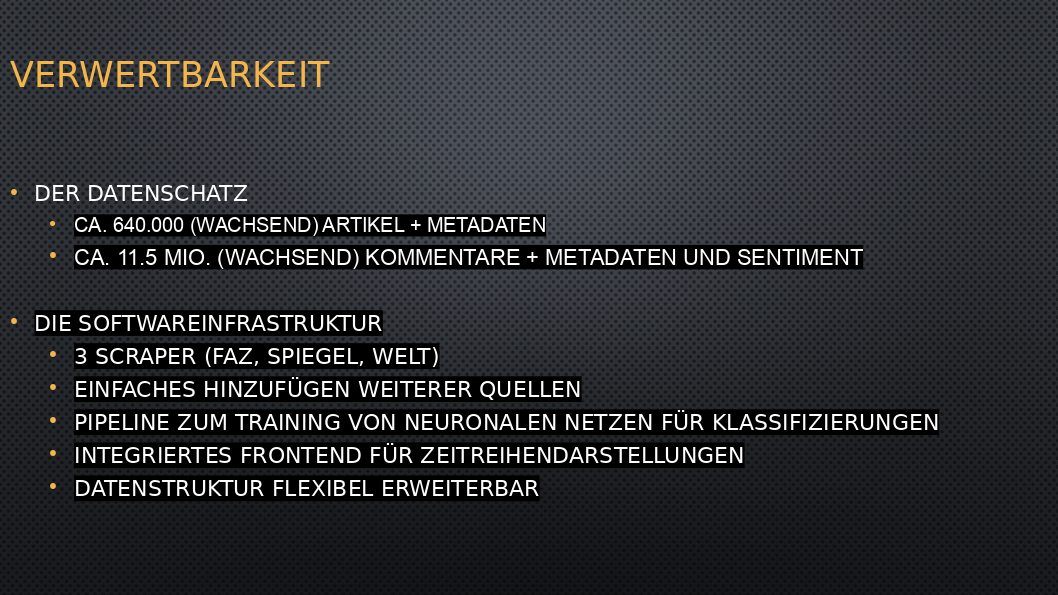 VERWERTBARKEIT
• DER DATENSCHATZ
• CA. 640.000 (WACHSEND) ARTIKEL + METADATEN
• CA. 11.5 MIO. (WACHSEND) KOMMENTARE + METADATEN UND SENTIMENT
• DIE SOFTWAREINFRASTRUKTUR
• 3 SCRAPER (FAZ, SPIEGEL, WELT)
• EINFACHES HINZUFÜGEN WEITERER QUELLEN
• PIPELINE ZUM TRAINING VON NEURONALEN NETZEN FÜR KLASSIFIZIERUNGEN
• INTEGRIERTES FRONTEND FÜR ZEITREIHENDARSTELLUNGEN
• DATENSTRUKTUR FLEXIBEL ERWEITERBAR